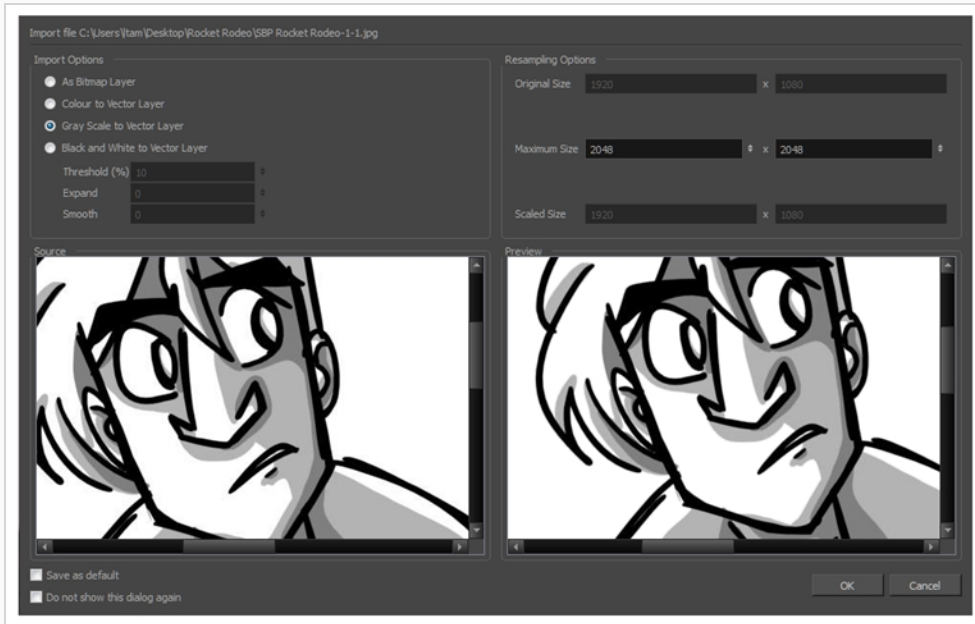 Import file C:\Users\ltam\Desktop\Rocket Rodeo\SBP Rocket Rodeo-1-1.jpg
Import Options
As Bitmap Layer
Colour to Vector Layer
Gray Scale to Vector Layer
Black and White to Vector Layer
Threshold (%) 10
Expand 0
Smooth 0
Resampling Options
Original Size 1920 x 1080
Maximum Size 2048 x 2048
Scaled Size 1920 x 1080
Source
Preview
Save as default
Do not show this dialog again
OK Cancel